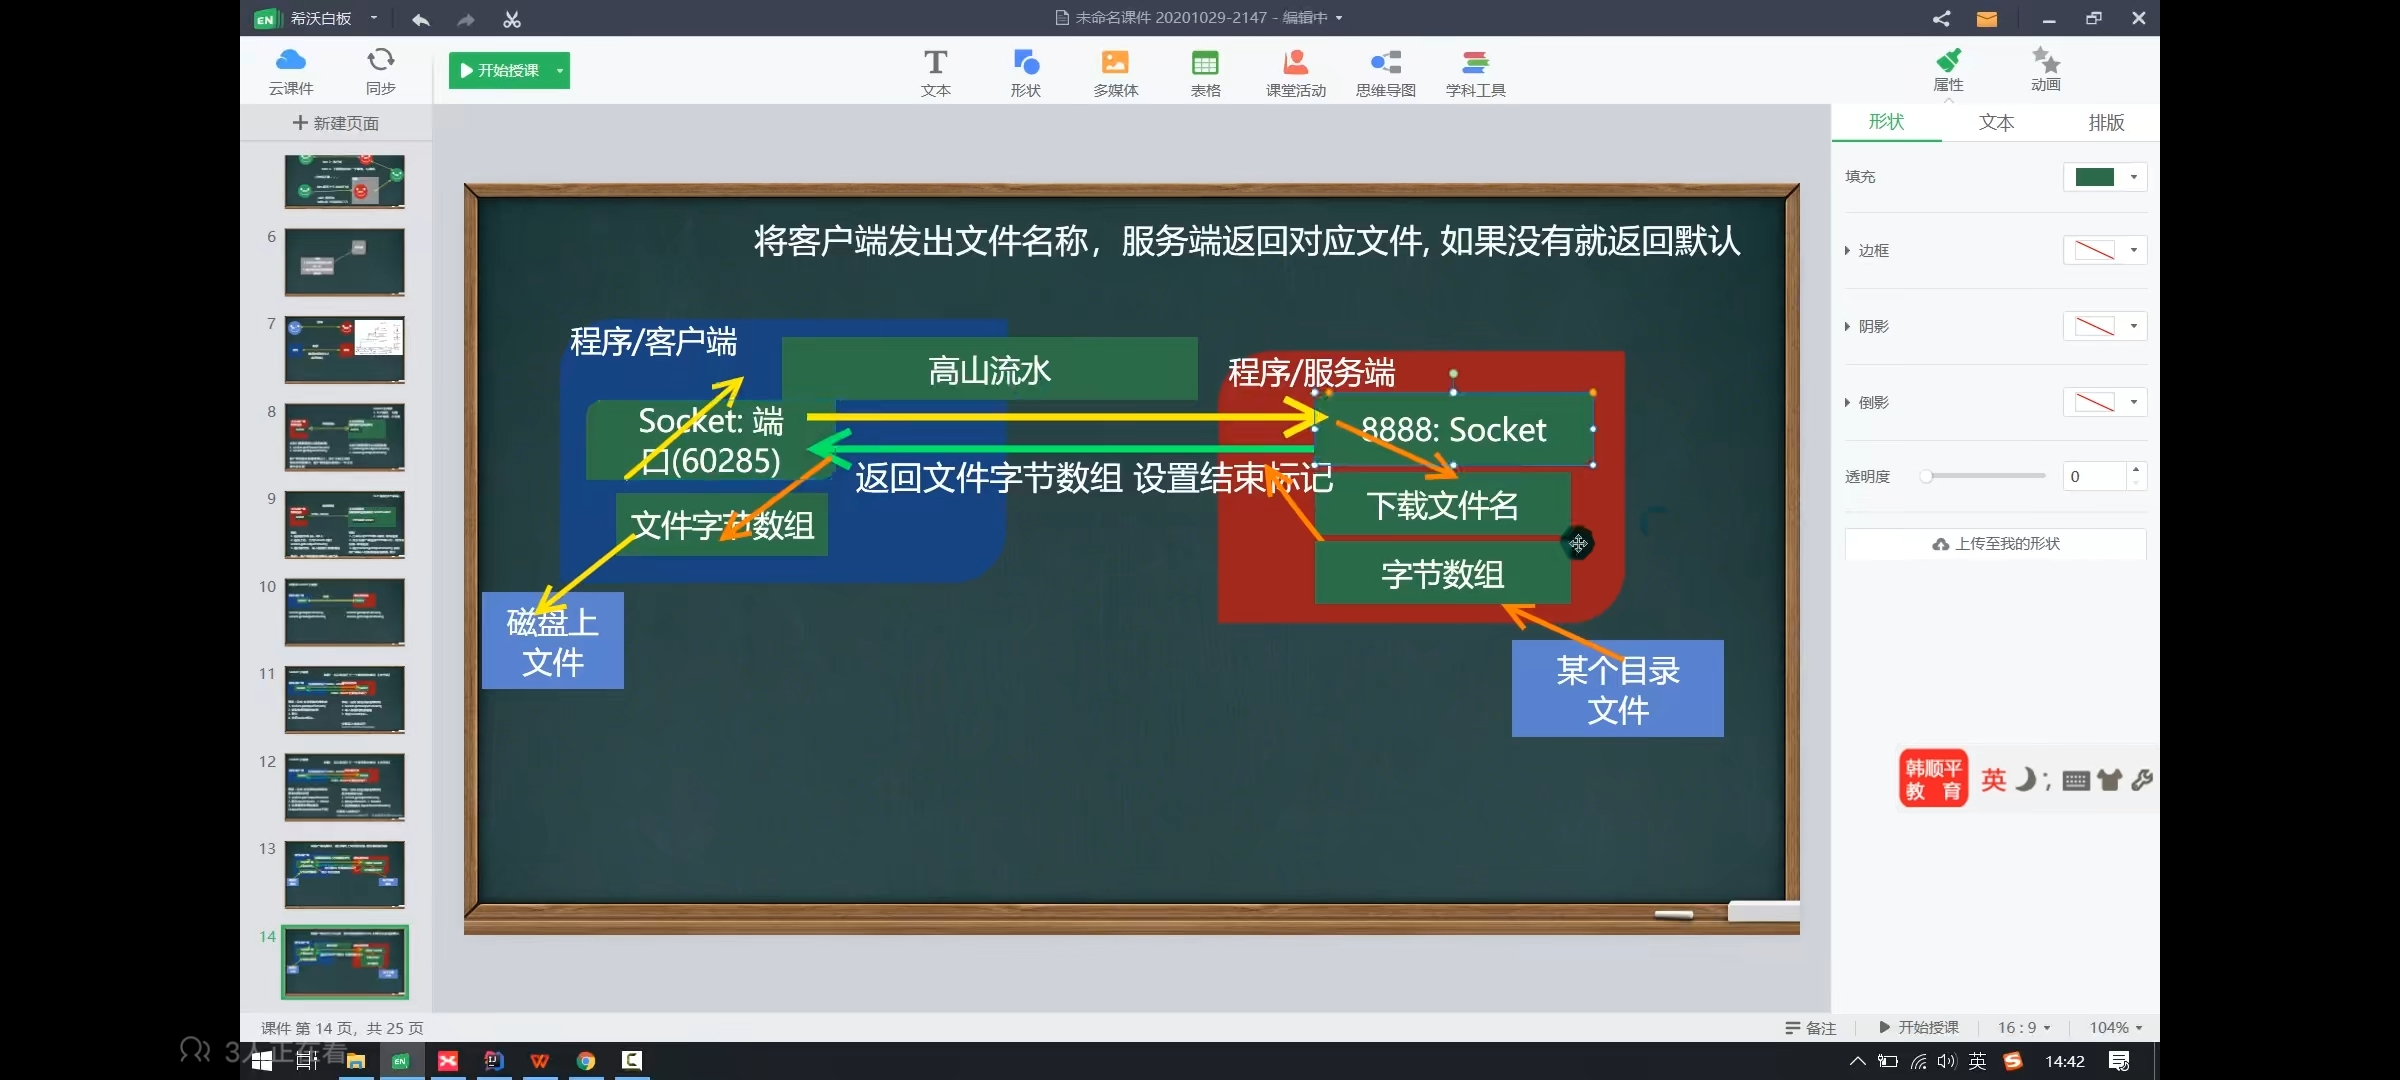 希沃白板
未命名课件 20201029-2147 - 编辑中
云课件
同步
开始授课
文本
形状
多媒体
表格
课堂活动
思维导图
学科工具
属性
动画
新建页面
形状
文本
排版
填充
边框
阴影
倒影
透明度
0
上传至我的形状
6
7
8
9
10
11
12
13
14
将客户端发出文件名称，服务端返回对应文件, 如果没有就返回默认
程序/客户端
高山流水
程序/服务端
Socket: 端
口(60285)
8888: Socket
返回文件字节数组 设置结束标记
下载文件名
文件字节数组
字节数组
磁盘上
文件
某个目录
文件
韩顺平
教 育
英
课件 第 14 页，共 25 页
备注
开始授课
16 : 9
104%
3人正在看
英
14:42